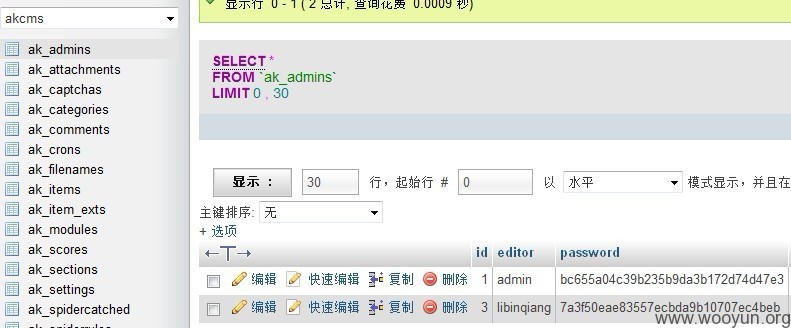 显示行 0 - 1 ( 2 总计, 查询花费 0.0009 秒)
akcms
ak_admins
ak_attachments
ak_captchas
ak_categories
ak_comments
ak_crons
ak_filenames
ak_items
ak_item_exts
ak_modules
ak_scores
ak_sections
ak_settings
ak_spidercatched
ak_spiderrules
SELECT *
FROM `ak_admins`
LIMIT 0 , 30
显示 : 30 行，起始行 # 0 以 水平 模式显示，并且在
主键排序: 无
+ 选项
←T→ id editor password
编辑 快速编辑 复制 删除 1 admin bc655a04c39b235b9da3b172d74d47e3
编辑 快速编辑 复制 删除 3 libinqiang 7a3f50eae83557ecbda9b10707ec4beb
www.wooyun.org